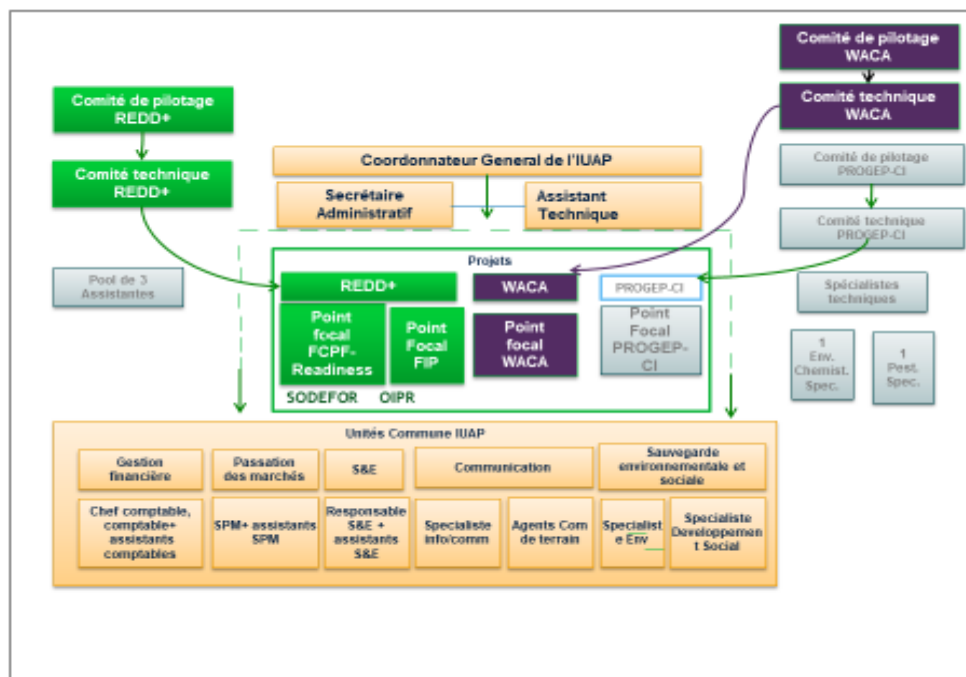 Comité de pilotage
WACA
Comité technique
WACA
Comité de pilotage
REDD+
Comité technique
REDD+
Comité de pilotage
PROGEP-CI
Comité technique
PROGEP-CI
Coordonnateur General de l'IUAP
Secrétaire
Administratif
Assistant
Technique
Projets
Pool de 3
Assistantes
REDD+
WACA
PROGEP-CI
Spécialistes
techniques
Point
focal
FCPF-
Readiness
Point
Focal
FIP
Point
focal
WACA
Point
Focal
PROGEP-
CI
1
Env.
Chemist.
Spec.
1
Pest.
Spec.
SODEFOR OIPR
Unités Commune IUAP
Gestion
financière
Passation
des marchés
S&E
Communication
Sauvegarde
environnementale et
sociale
Chef comptable,
comptable+
assistants
comptables
SPM+ assistants
SPM
Responsable
S&E +
assistants
S&E
Specialiste
info/comm
Agents Com
de terrain
Specialist
e Env
Specialiste
Developpemen
t Social